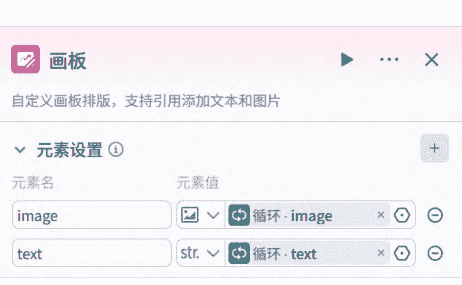 画板
自定义画板排版，支持引用添加文本和图片
元素设置
元素名 元素值
image 循环 · image
text str. 循环 · text